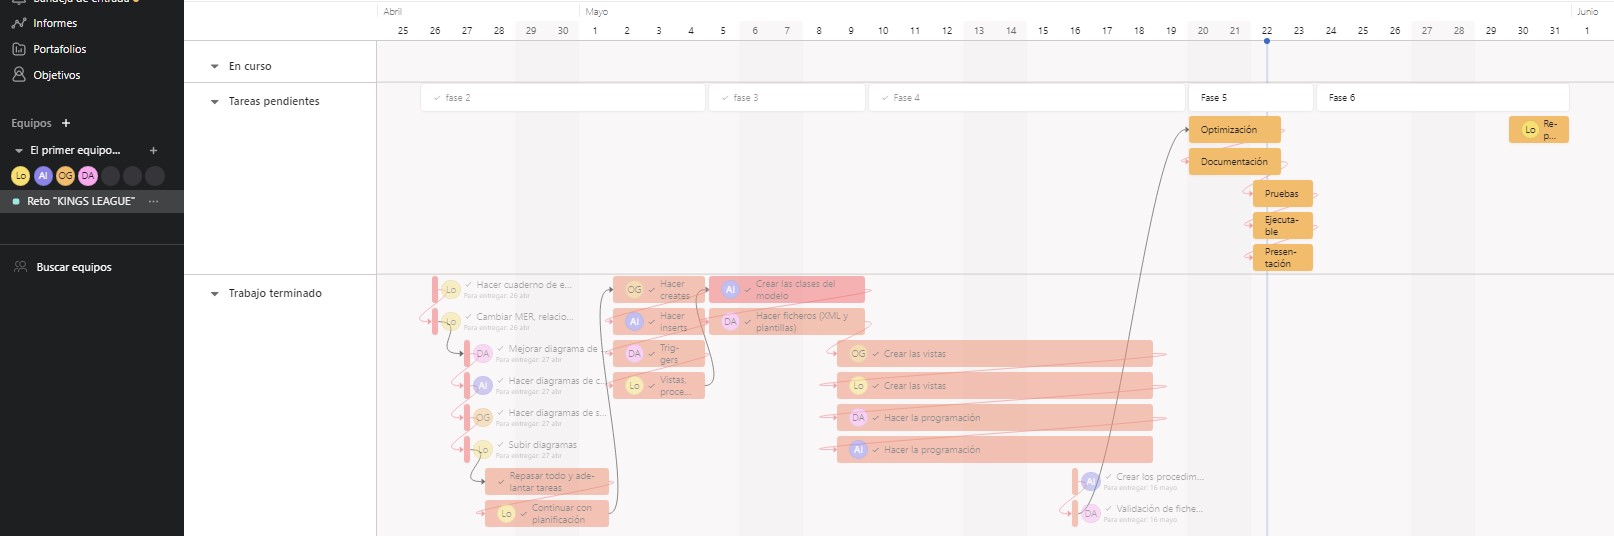 Bandeja de entrada
Informes
Portafolios
Objetivos
Equipos +
El primer equipo... +
Lo AI OG DA
Reto "KINGS LEAGUE" ...
Buscar equipos
Abril Mayo Junio
25 26 27 28 29 30 1 2 3 4 5 6 7 8 9 10 11 12 13 14 15 16 17 18 19 20 21 22 23 24 25 26 27 28 29 30 31 1
En curso
Tareas pendientes
fase 2 fase 3 Fase 4 Fase 5 Fase 6
Optimización
Lo Re-
p...
Documentación
Pruebas
Ejecuta-
ble
Presen-
tación
Trabajo terminado
Lo Hacer cuaderno de e...
Para entregar: 26 abr
OG Hacer
creates
AI Crear las clases del
modelo
Lo Cambiar MER, relacio...
Para entregar: 26 abr
AI Hacer
inserts
DA Hacer ficheros (XML y
plantillas)
DA Mejorar diagrama de ...
Para entregar: 27 abr
DA Trig-
gers
OG Crear las vistas
AI Hacer diagramas de c...
Para entregar: 27 abr
Lo Vistas,
proce...
Lo Crear las vistas
OG Hacer diagramas de s...
Para entregar: 27 abr
DA Hacer la programación
Lo Subir diagramas
Para entregar: 27 abr
AI Hacer la programación
Repasar todo y ade-
lantar tareas
AI Crear los procedim...
Para entregar: 16 mayo
Lo Continuar con
planificación
DA Validación de fiche...
Para entregar: 16 mayo